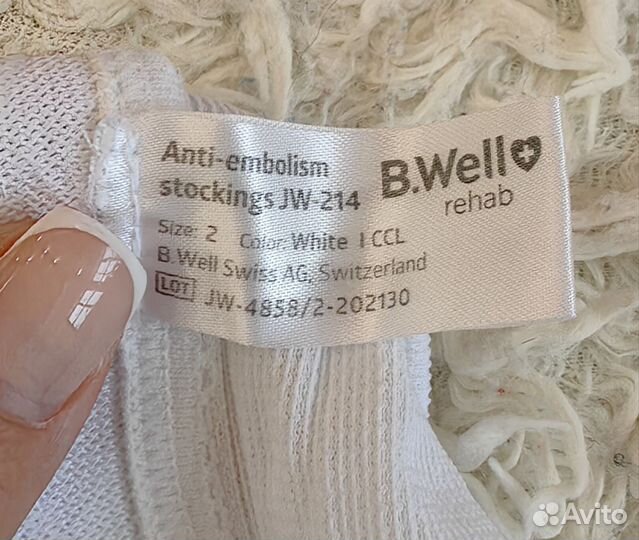 Anti-embolism
stockings JW-214
B.Well
rehab
Size: 2 Color: White I CCL
B.Well Swiss AG, Switzerland
LOT JW-4858/2-202130
Avito